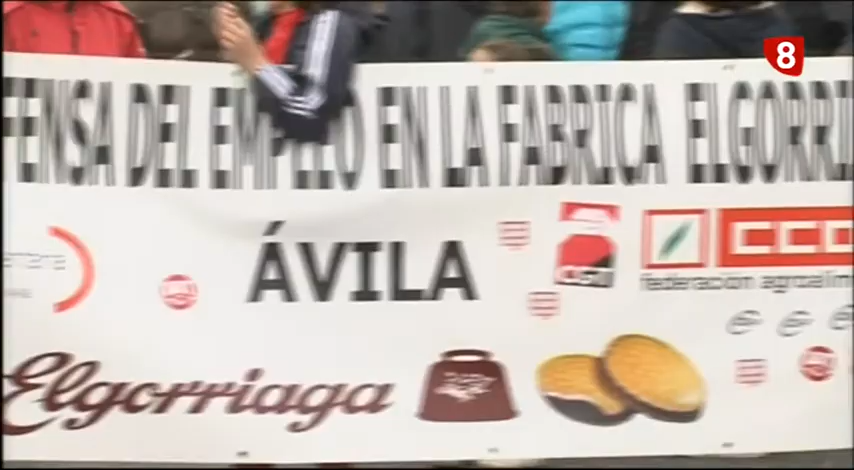 8
FENSA DEL EMPLEO EN LA FABRICA ELGORRI
ÁVILA
CCO
federación agroalim
Elgorriaga